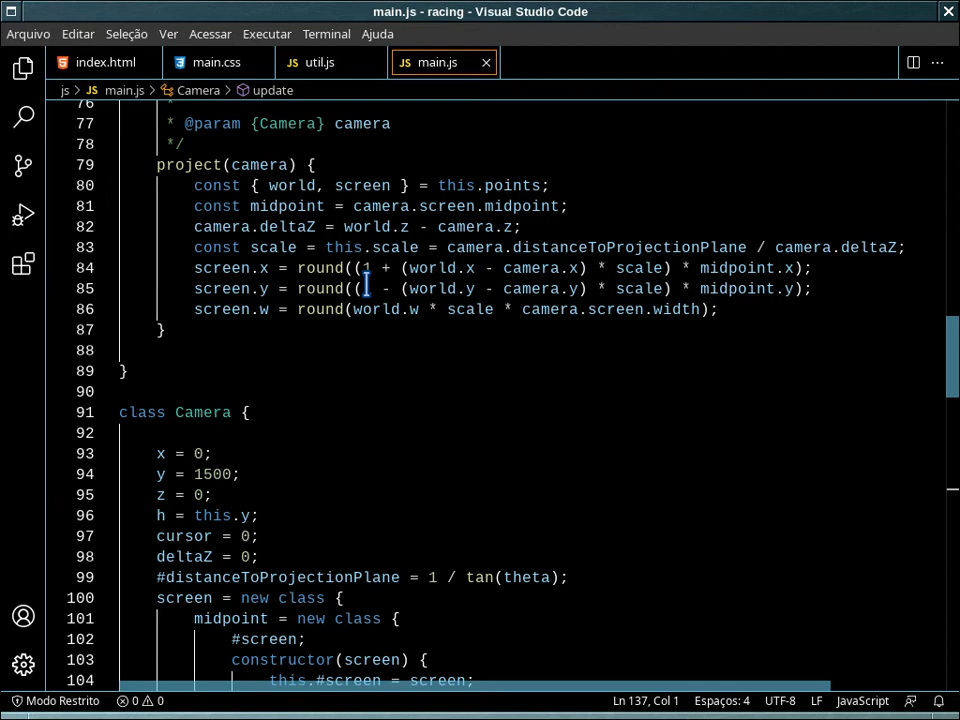 main.js - racing - Visual Studio Code
Arquivo Editar Seleção Ver Acessar Executar Terminal Ajuda
index.html main.css JS util.js JS main.js
js > JS main.js > Camera > update
76 *
77 * @param {Camera} camera
78 */
79 project(camera) {
80 const { world, screen } = this.points;
81 const midpoint = camera.screen.midpoint;
82 camera.deltaZ = world.z - camera.z;
83 const scale = this.scale = camera.distanceToProjectionPlane / camera.deltaZ;
84 screen.x = round((1 + (world.x - camera.x) * scale) * midpoint.x);
85 screen.y = round(( - (world.y - camera.y) * scale) * midpoint.y);
86 screen.w = round(world.w * scale * camera.screen.width);
87 }
88
89 }
90
91 class Camera {
92
93 x = 0;
94 y = 1500;
95 z = 0;
96 h = this.y;
97 cursor = 0;
98 deltaZ = 0;
99 #distanceToProjectionPlane = 1 / tan(theta);
100 screen = new class {
101 midpoint = new class {
102 #screen;
103 constructor(screen) {
104 this.#screen = screen;
Modo Restrito 0 0 Ln 137, Col 1 Espaços: 4 UTF-8 LF JavaScript